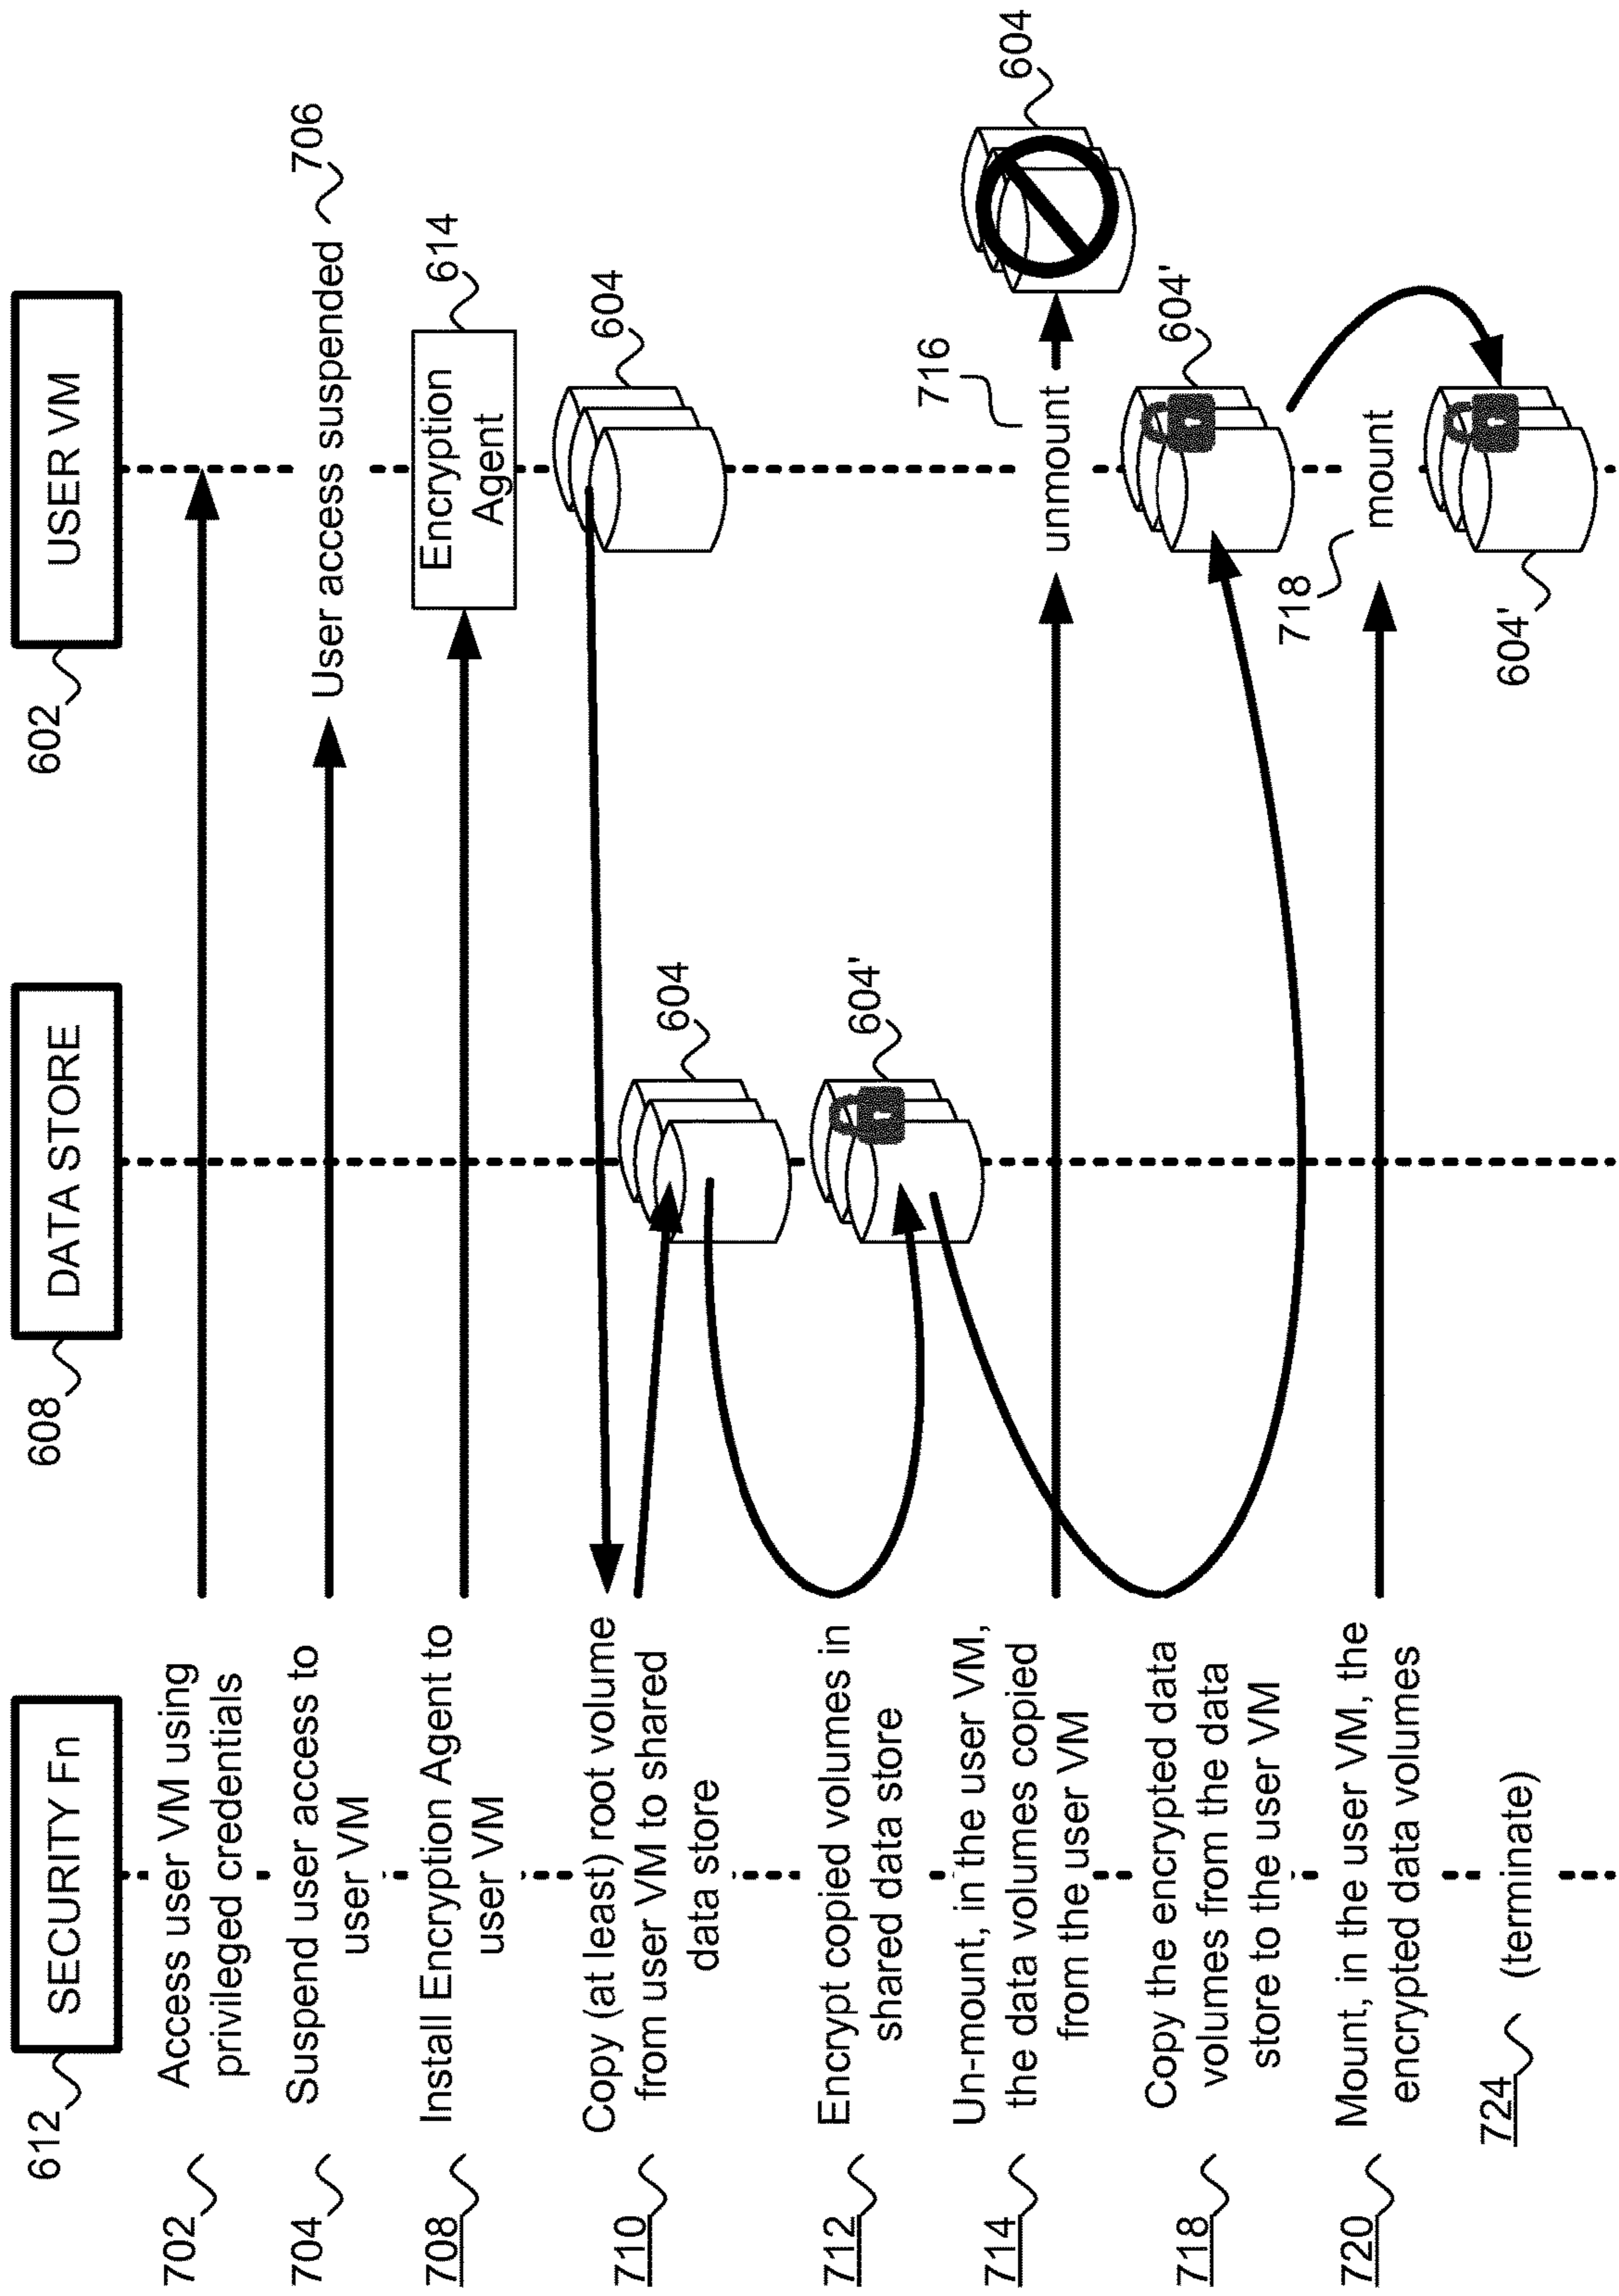 612
SECURITY Fn
608
DATA STORE
602
USER VM
702
Access user VM using
privileged credentials
704
Suspend user access to
user VM
User access suspended
706
708
Install Encryption Agent to
user VM
Encryption
Agent
614
710
Copy (at least) root volume
from user VM to shared
data store
604
604
712
Encrypt copied volumes in
shared data store
604'
714
Un-mount, in the user VM,
the data volumes copied
from the user VM
unmount
716
604
718
Copy the encrypted data
volumes from the data
store to the user VM
604'
720
Mount, in the user VM, the
encrypted data volumes
718
mount
604'
724
(terminate)